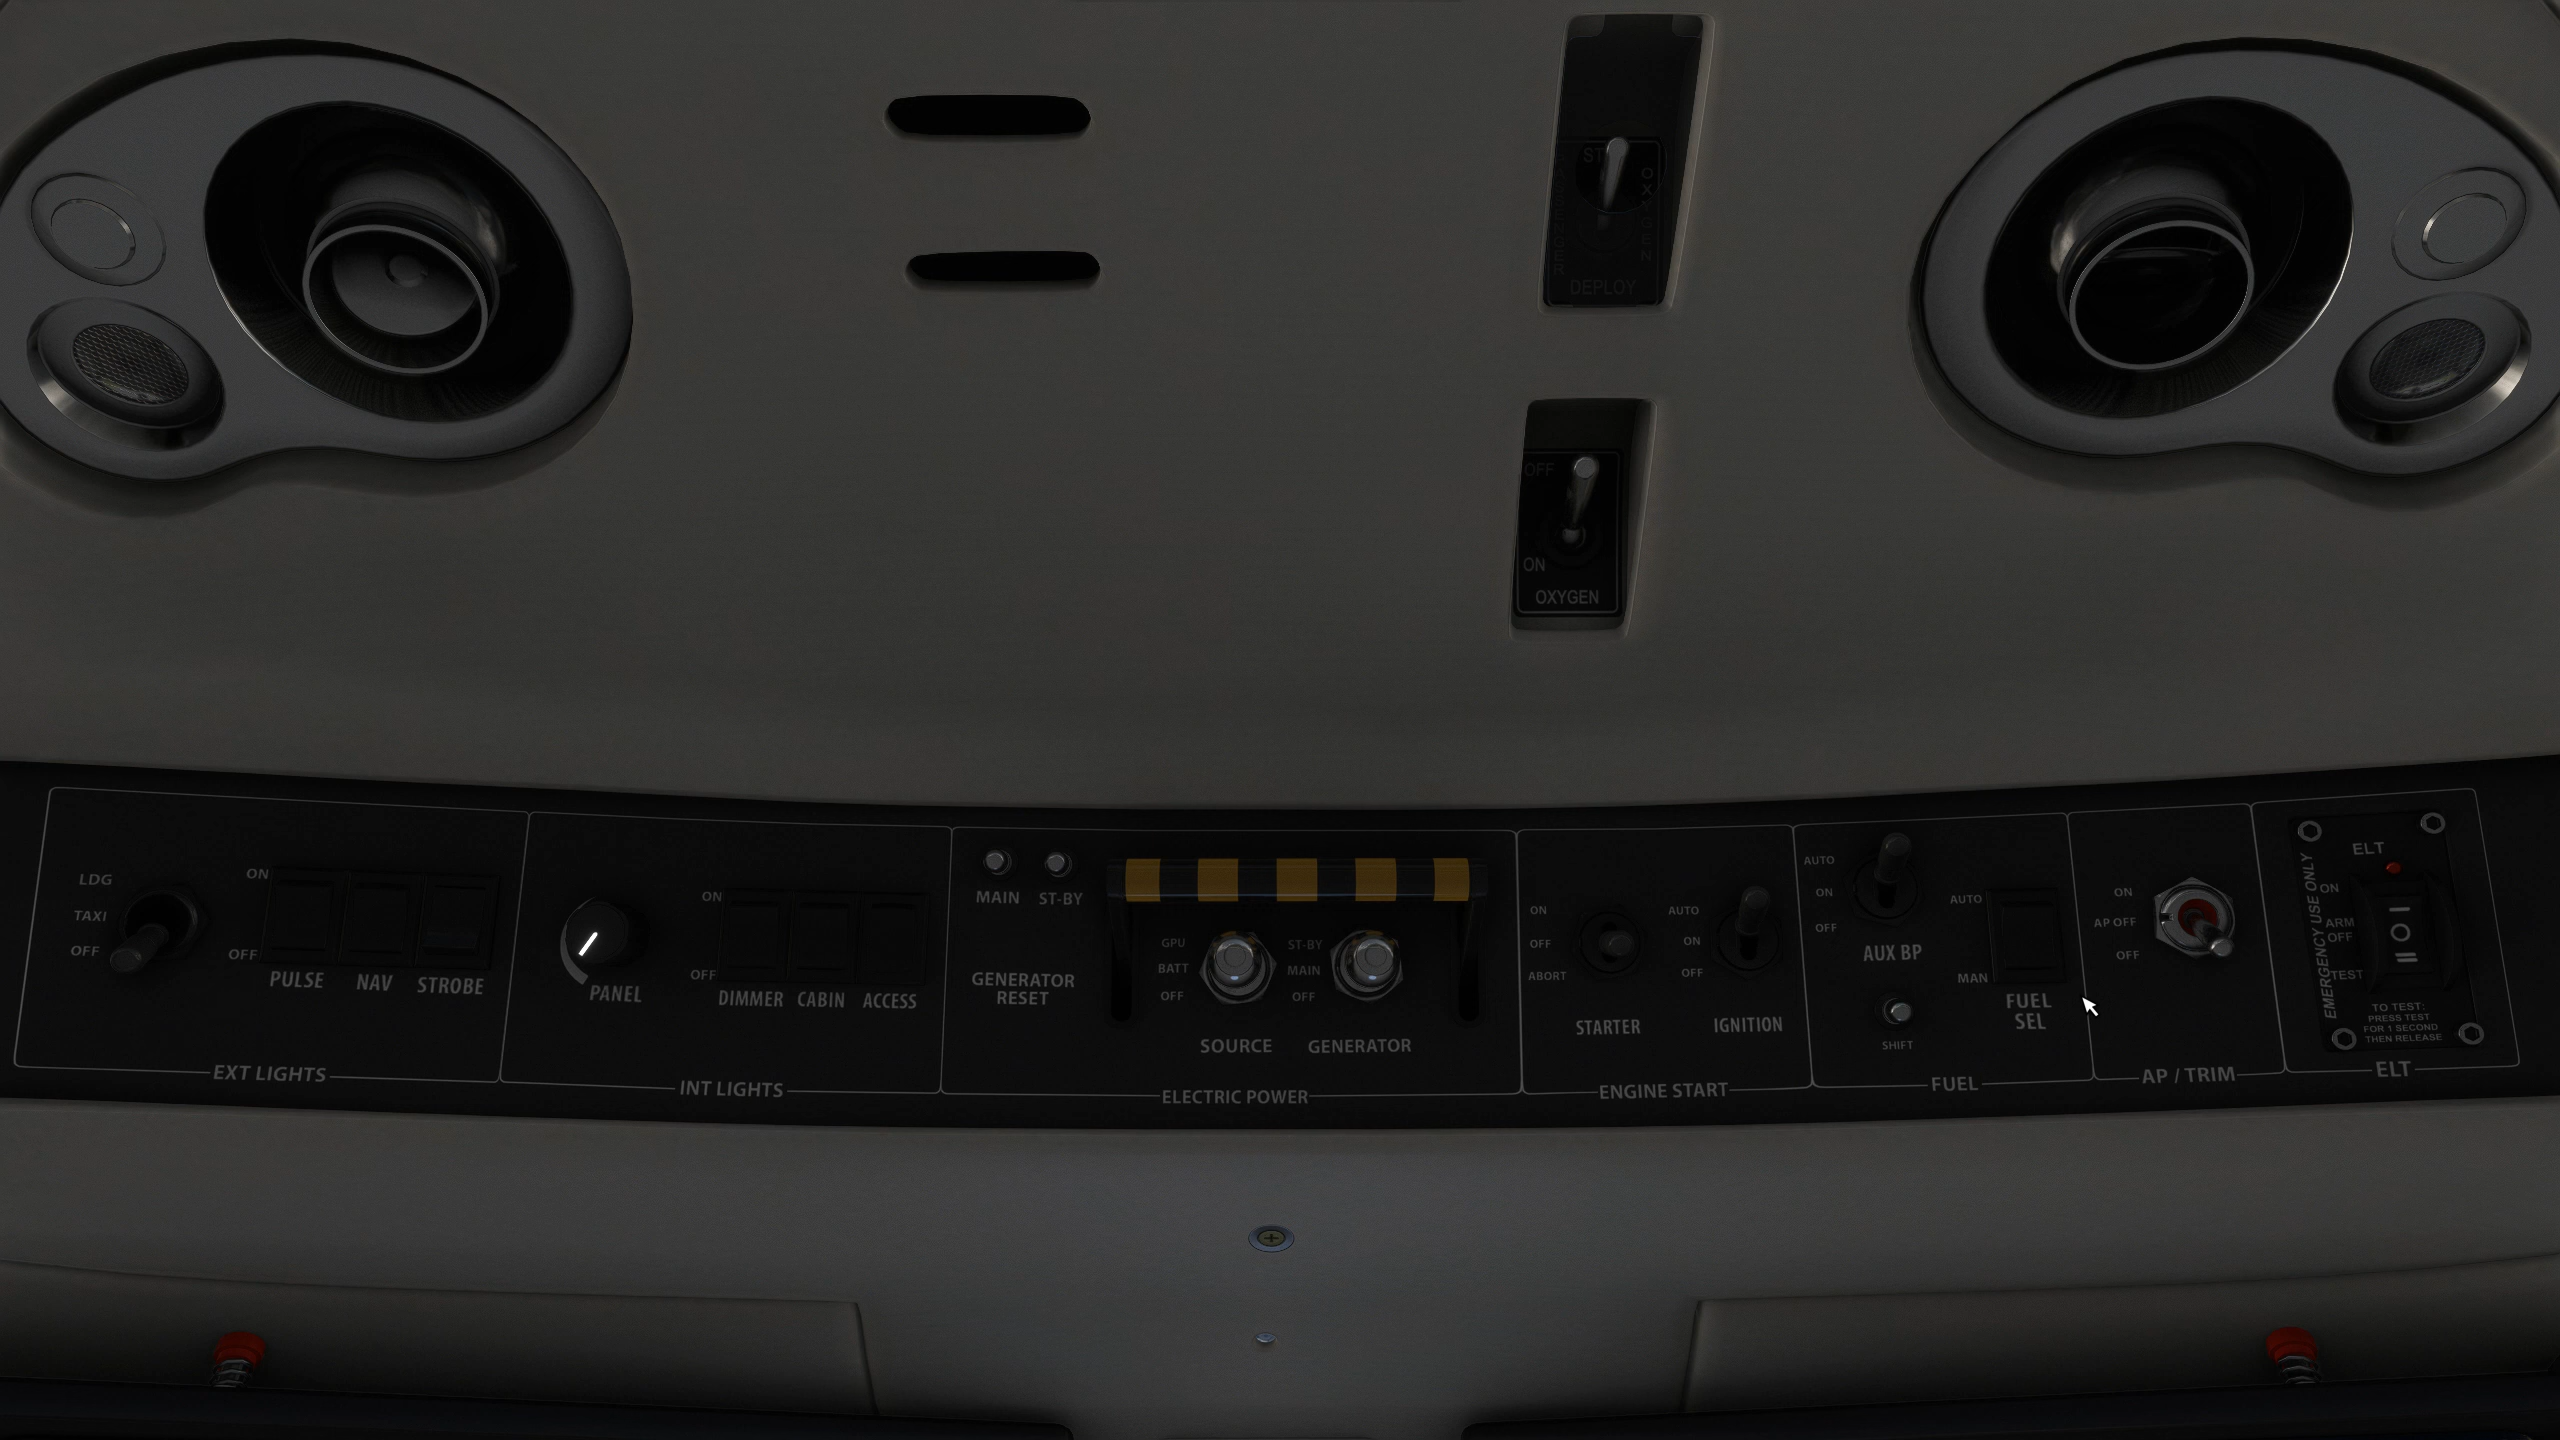 ST
PASSENGER
OXYGEN
DEPLOY
OFF
ON
OXYGEN
LDG
TAXI
OFF
ON
OFF
PULSE
NAV
STROBE
EXT LIGHTS
PANEL
ON
OFF
DIMMER
CABIN
ACCESS
INT LIGHTS
MAIN
ST-BY
GENERATOR
RESET
GPU
BATT
OFF
SOURCE
ST-BY
MAIN
OFF
GENERATOR
ELECTRIC POWER
ON
OFF
ABORT
STARTER
AUTO
ON
OFF
IGNITION
ENGINE START
AUTO
ON
OFF
AUX BP
SHIFT
AUTO
MAN
FUEL
SEL
FUEL
ON
AP OFF
OFF
AP / TRIM
EMERGENCY USE ONLY
ELT
ON
ARM
OFF
TEST
TO TEST:
PRESS TEST
FOR 1 SECOND
THEN RELEASE
ELT